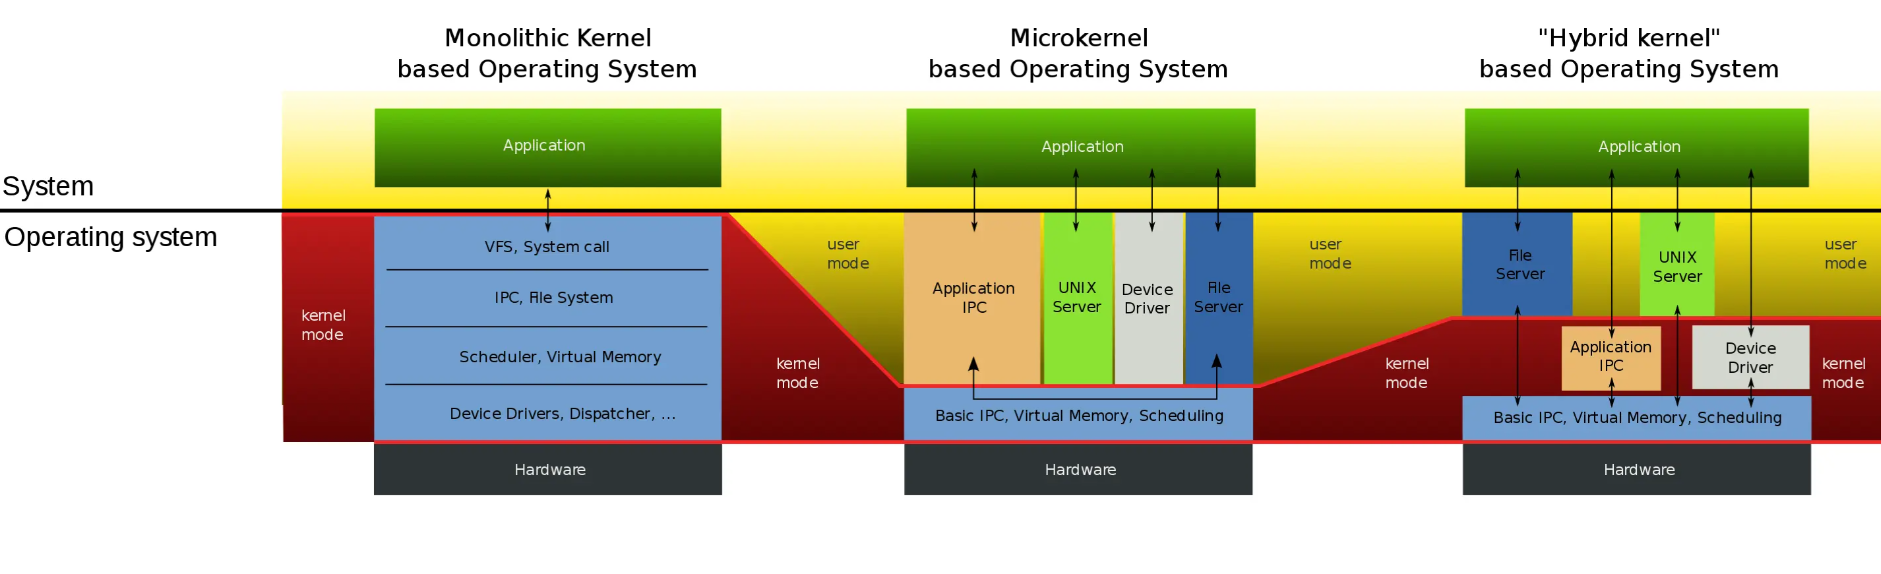 Monolithic Kernel
based Operating System
Microkernel
based Operating System
"Hybrid kernel"
based Operating System
Application
Application
Application
System
Operating system
VFS, System call
IPC, File System
Scheduler, Virtual Memory
Device Drivers, Dispatcher, ...
kernel
mode
kernel
mode
user
mode
Application
IPC
UNIX
Server
Device
Driver
File
Server
Basic IPC, Virtual Memory, Scheduling
user
mode
kernel
mode
File
Server
UNIX
Server
Application
IPC
Device
Driver
user
mode
kernel
mode
Basic IPC, Virtual Memory, Scheduling
Hardware
Hardware
Hardware